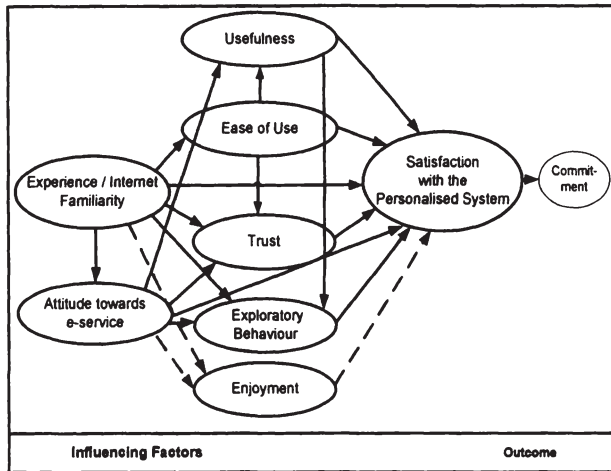 Usefulness
Ease of Use
Experience / Internet
Familiarity
Satisfaction
with the
Personalised System
Commit-
ment
Trust
Attitude towards
e-service
Exploratory
Behaviour
Enjoyment
Influencing Factors
Outcome